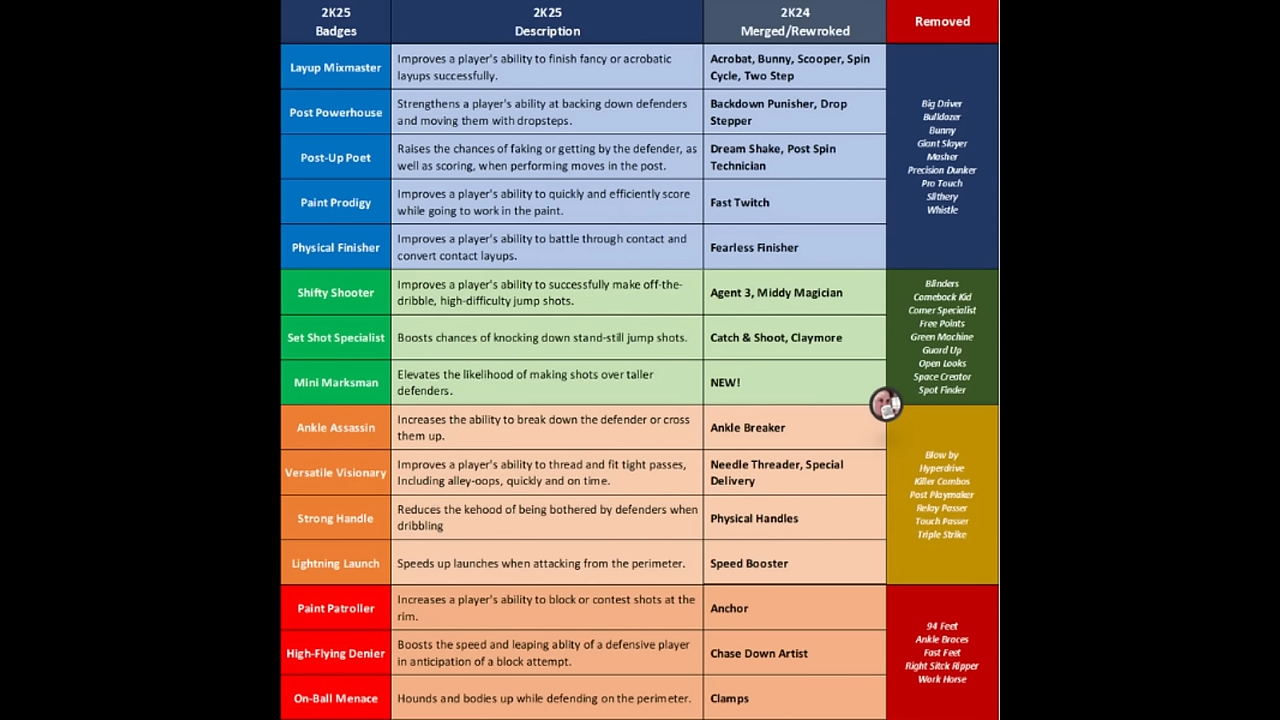 2K25
Badges
2K25
Description
2K24
Merged/Rewroked
Removed
Layup Mixmaster
Improves a player's ability to finish fancy or acrobatic
layups successfully.
Acrobat, Bunny, Scooper, Spin
Cycle, Two Step
Post Powerhouse
Strengthens a player's ability at backing down defenders
and moving them with dropsteps.
Backdown Punisher, Drop
Stepper
Post-Up Poet
Raises the chances of faking or getting by the defender, as
well as scoring, when performing moves in the post.
Dream Shake, Post Spin
Technician
Paint Prodigy
Improves a player's ability to quickly and efficiently score
while going to work in the paint.
Fast Twitch
Physical Finisher
Improves a player's ability to battle through contact and
convert contact layups.
Fearless Finisher
Big Driver
Bulldozer
Bunny
Giant Slayer
Masher
Precision Dunker
Pro Touch
Slithery
Whistle
Shifty Shooter
Improves a player's ability to successfully make off-the-
dribble, high-difficulty jump shots.
Agent 3, Middy Magician
Set Shot Specialist
Boosts chances of knocking down stand-still jump shots.
Catch & Shoot, Claymore
Mini Marksman
Elevates the likelihood of making shots over taller
defenders.
NEW!
Blinders
Comeback Kid
Corner Specialist
Free Points
Green Machine
Guard Up
Open Looks
Space Creator
Spot Finder
Ankle Assassin
Increases the ability to break down the defender or cross
them up.
Ankle Breaker
Versatile Visionary
Improves a player's ability to thread and fit tight passes,
Including alley-oops, quickly and on time.
Needle Threader, Special
Delivery
Strong Handle
Reduces the kehood of being bothered by defenders when
dribbling
Physical Handles
Lightning Launch
Speeds up launches when attacking from the perimeter.
Speed Booster
Blow by
Hyperdrive
Killer Combos
Post Playmaker
Relay Passer
Touch Passer
Triple Strike
Paint Patroller
Increases a player's ability to block or contest shots at the
rim.
Anchor
High-Flying Denier
Boosts the speed and leaping ablity of a defensive player
in anticipation of a block attempt.
Chase Down Artist
On-Ball Menace
Hounds and bodies up while defending on the perimeter.
Clamps
94 Feet
Ankle Braces
Fast Feet
Right Sitck Ripper
Work Horse